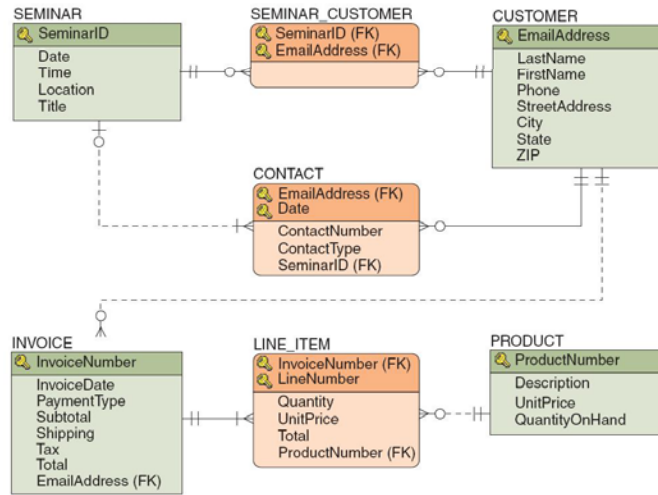 SEMINAR
SeminarID
Date
Time
Location
Title
SEMINAR_CUSTOMER
SeminarID (FK)
EmailAddress (FK)
CUSTOMER
EmailAddress
LastName
FirstName
Phone
StreetAddress
City
State
ZIP
CONTACT
EmailAddress (FK)
Date
ContactNumber
ContactType
SeminarID (FK)
INVOICE
InvoiceNumber
InvoiceDate
PaymentType
Subtotal
Shipping
Tax
Total
EmailAddress (FK)
LINE_ITEM
InvoiceNumber (FK)
LineNumber
Quantity
UnitPrice
Total
ProductNumber (FK)
PRODUCT
ProductNumber
Description
UnitPrice
QuantityOnHand